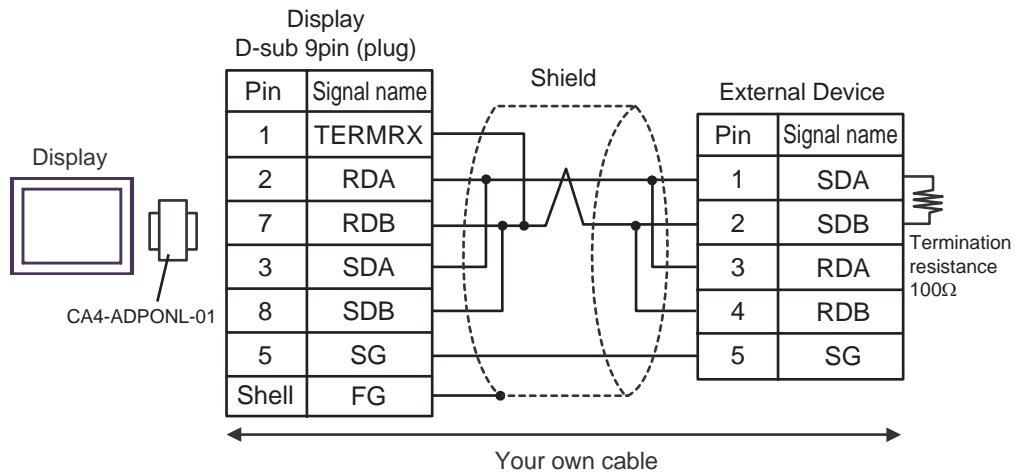 Display
D-sub 9pin (plug)
Pin Signal name
1 TERMRX
2 RDA
7 RDB
3 SDA
8 SDB
5 SG
Shell FG
Shield
External Device
Pin Signal name
1 SDA
2 SDB
3 RDA
4 RDB
5 SG
Termination
resistance
100Ω
Display
CA4-ADPONL-01
Your own cable